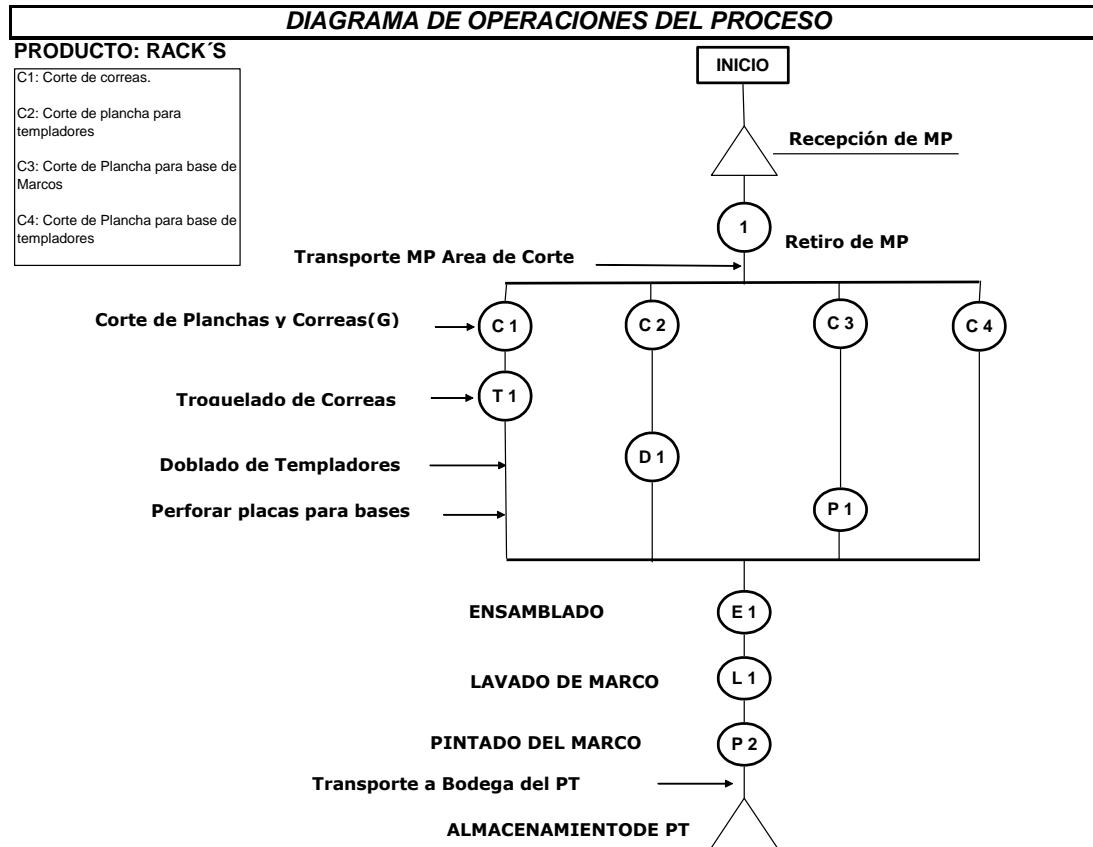 DIAGRAMA DE OPERACIONES DEL PROCESO
PRODUCTO: RACK´S
C1: Corte de correas.
C2: Corte de plancha para
templadores
C3: Corte de Plancha para base de
Marcos
C4: Corte de Plancha para base de
templadores
INICIO
Recepción de MP
1
Retiro de MP
Transporte MP Area de Corte
Corte de Planchas y Correas(G)
C 1
C 2
C 3
C 4
Troquelado de Correas
T 1
Doblado de Templadores
D 1
Perforar placas para bases
P 1
ENSAMBLADO
E 1
LAVADO DE MARCO
L 1
PINTADO DEL MARCO
P 2
Transporte a Bodega del PT
ALMACENAMIENTODE PT